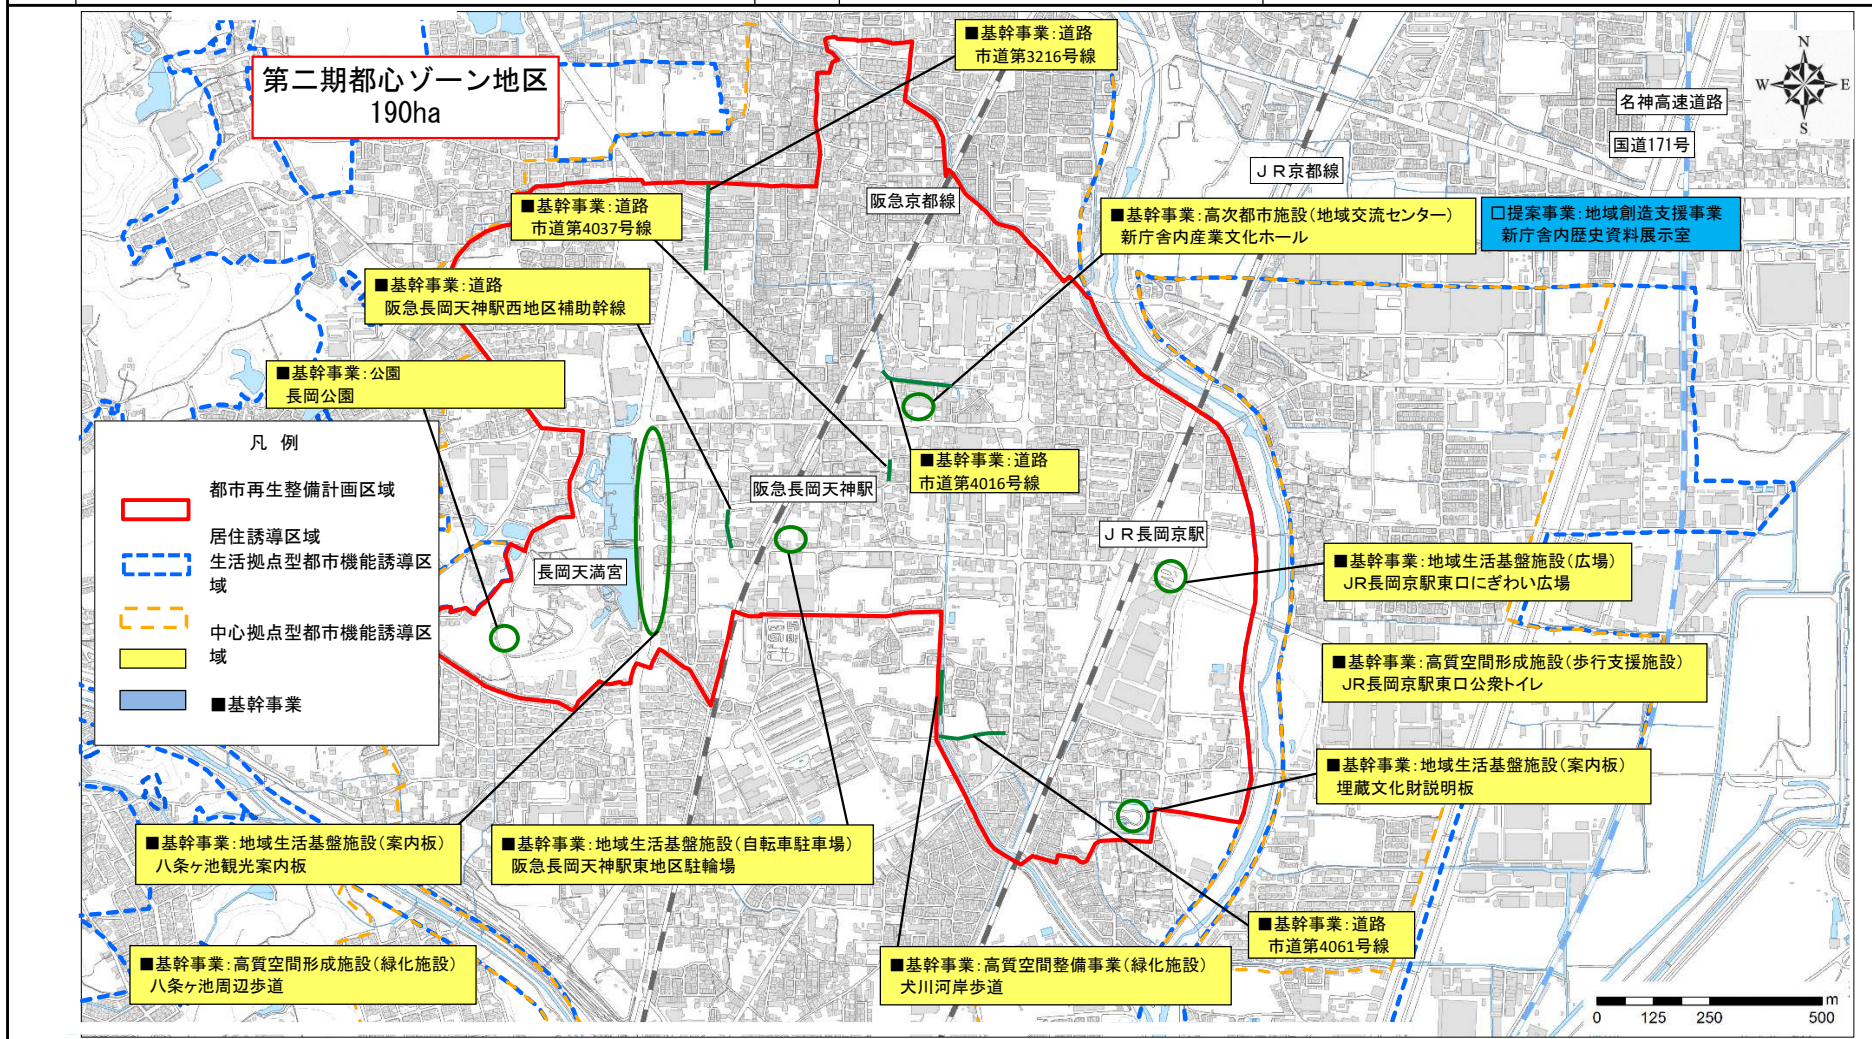 第二期都心ゾーン地区
190ha
■基幹事業：道路
市道第3216号線
N
W
E
S
名神高速道路
国道171号
ＪＲ京都線
阪急京都線
■基幹事業：道路
市道第4037号線
■基幹事業：高次都市施設（地域交流センター）
新庁舎内産業文化ホール
□提案事業：地域創造支援事業
新庁舎内歴史資料展示室
■基幹事業：道路
阪急長岡天神駅西地区補助幹線
■基幹事業：公園
長岡公園
凡 例
都市再生整備計画区域
居住誘導区域
生活拠点型都市機能誘導区
域
中心拠点型都市機能誘導区
域
■基幹事業
■基幹事業：道路
市道第4016号線
阪急長岡天神駅
ＪＲ長岡京駅
長岡天満宮
■基幹事業：地域生活基盤施設（広場）
JR長岡京駅東口にぎわい広場
■基幹事業：高質空間形成施設（歩行支援施設）
JR長岡京駅東口公衆トイレ
■基幹事業：地域生活基盤施設（案内板）
埋蔵文化財説明板
■基幹事業：地域生活基盤施設（案内板）
八条ヶ池観光案内板
■基幹事業：地域生活基盤施設（自転車駐車場）
阪急長岡天神駅東地区駐輪場
■基幹事業：道路
市道第4061号線
■基幹事業：高質空間形成施設（緑化施設）
八条ヶ池周辺歩道
■基幹事業：高質空間整備事業（緑化施設）
犬川河岸歩道
m
0 125 250 500